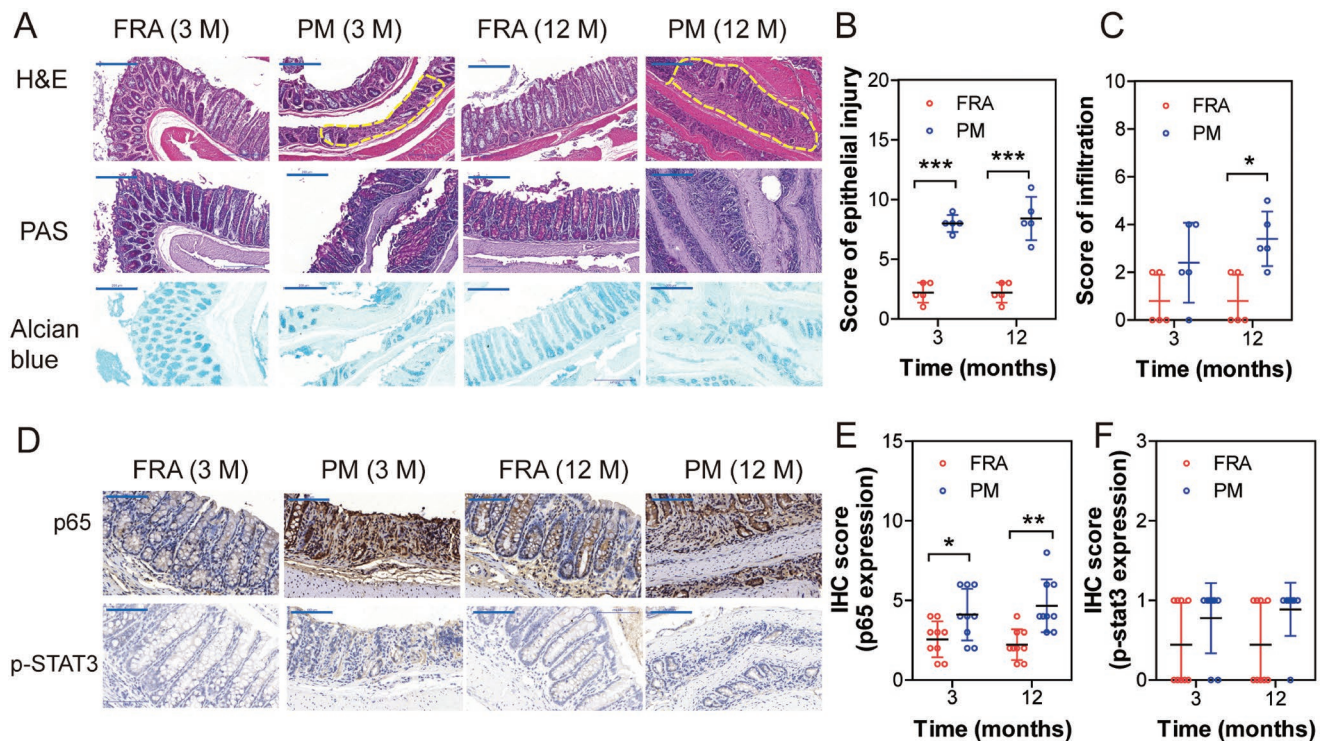 A
FRA (3 M) PM (3 M) FRA (12 M) PM (12 M)
H&E
PAS
Alcian
blue
B
Score of epithelial injury
20
15
10
5
0
FRA
PM
*** ***
3 12
Time (months)
C
Score of infiltration
10
8
6
4
2
0
FRA
PM
*
3 12
Time (months)
D
FRA (3 M) PM (3 M) FRA (12 M) PM (12 M)
p65
p-STAT3
E
IHC score
(p65 expression)
15
10
5
0
FRA
PM
* **
3 12
Time (months)
F
IHC score
(p-stat3 expression)
3
2
1
0
FRA
PM
3 12
Time (months)